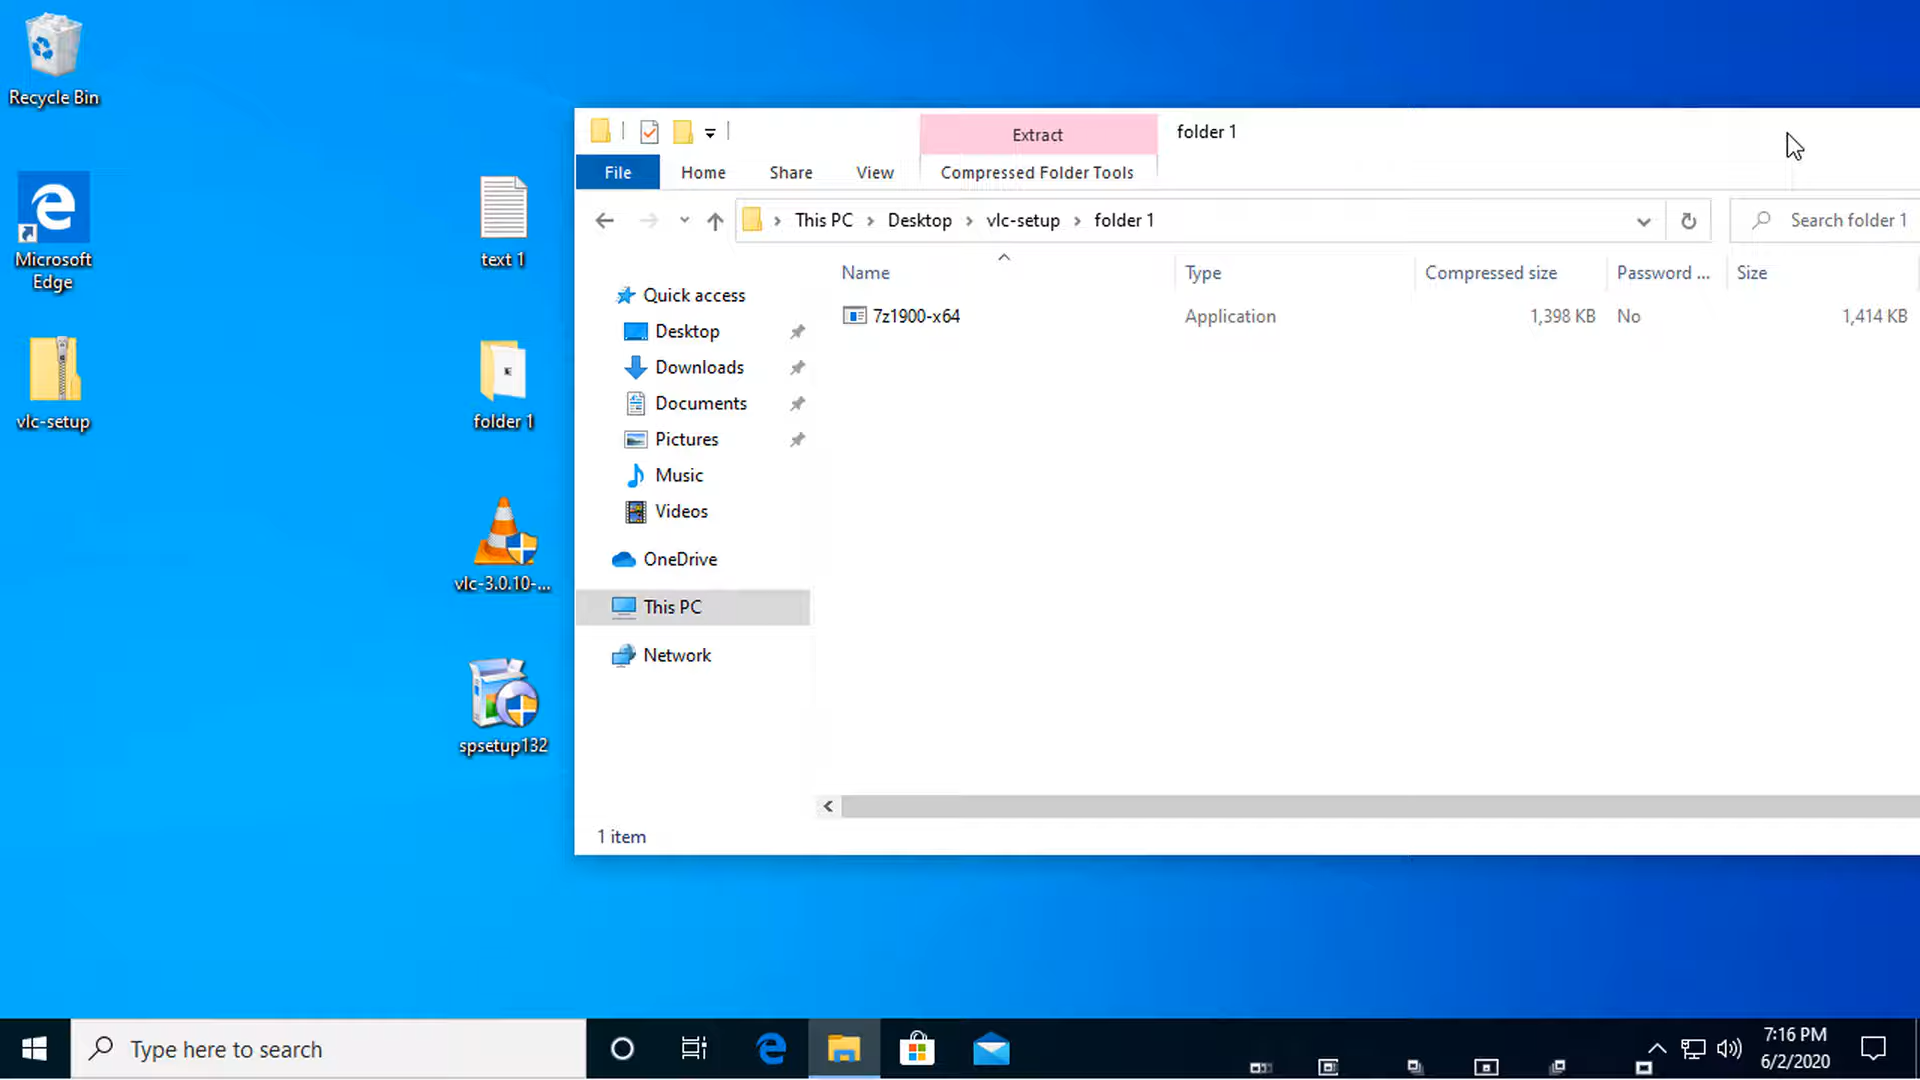 Recycle Bin
Microsoft
Edge
vlc-setup
text 1
folder 1
vlc-3.0.10-...
spsetup132
Extract
folder 1
File
Home
Share
View
Compressed Folder Tools
This PC
Desktop
vlc-setup
folder 1
Search folder 1
Name
Type
Compressed size
Password ...
Size
7z1900-x64
Application
1,398 KB
No
1,414 KB
Quick access
Desktop
Downloads
Documents
Pictures
Music
Videos
OneDrive
This PC
Network
1 item
Type here to search
7:16 PM
6/2/2020